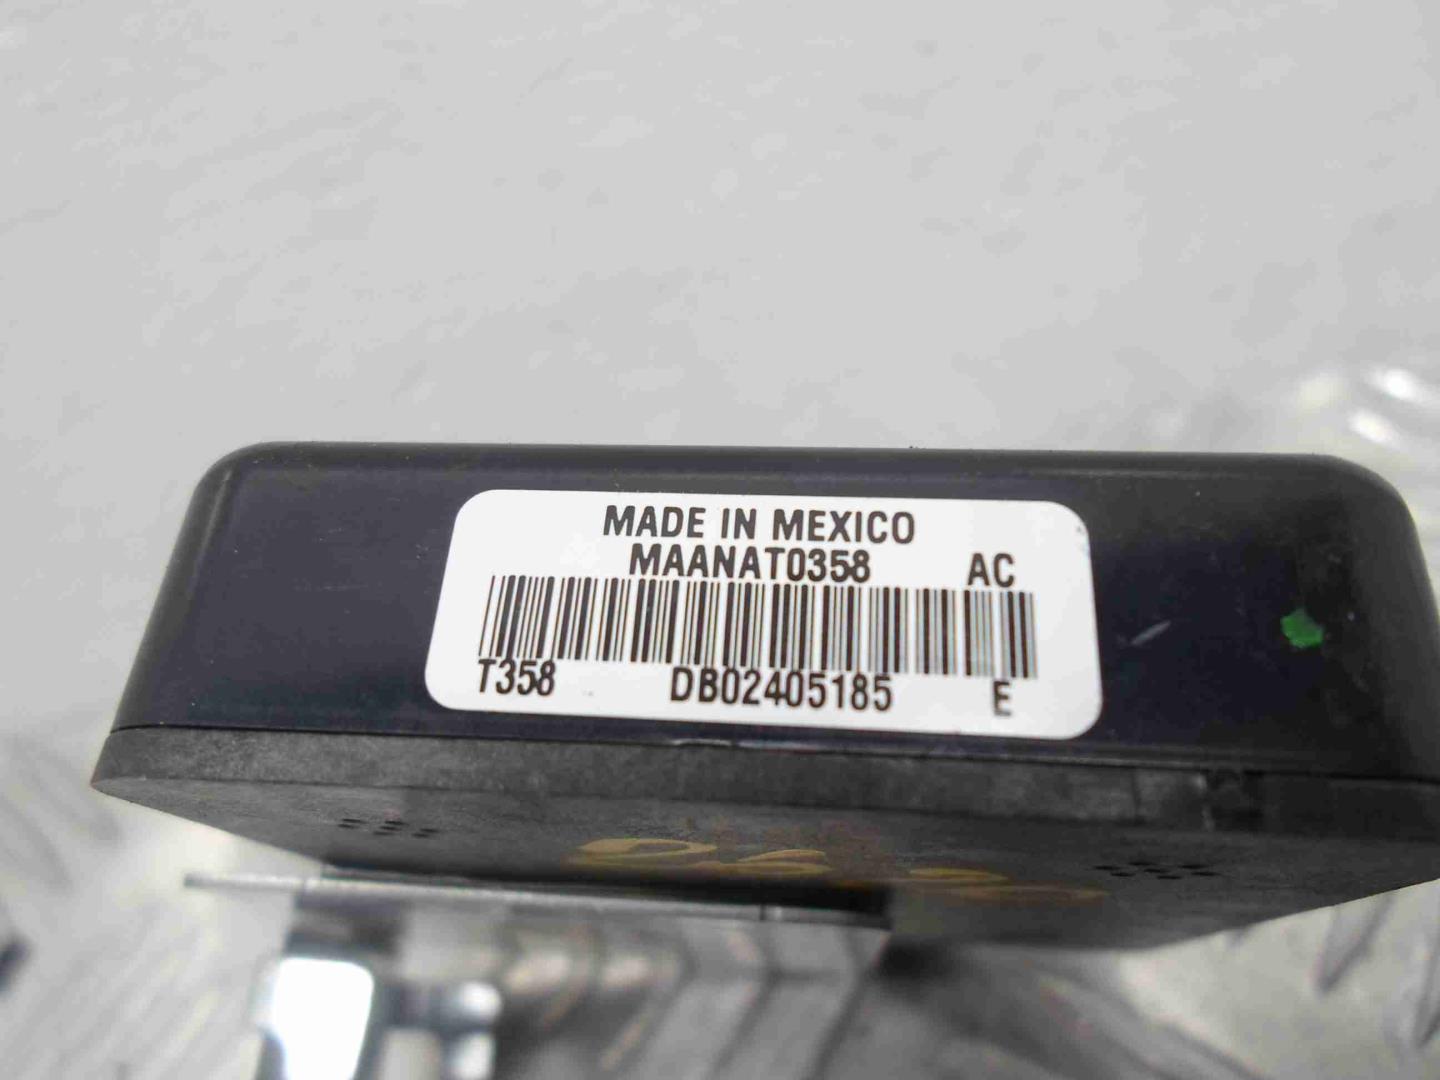 MADE IN MEXICO
MAANAT0358 AC
T358 DB02405185 E